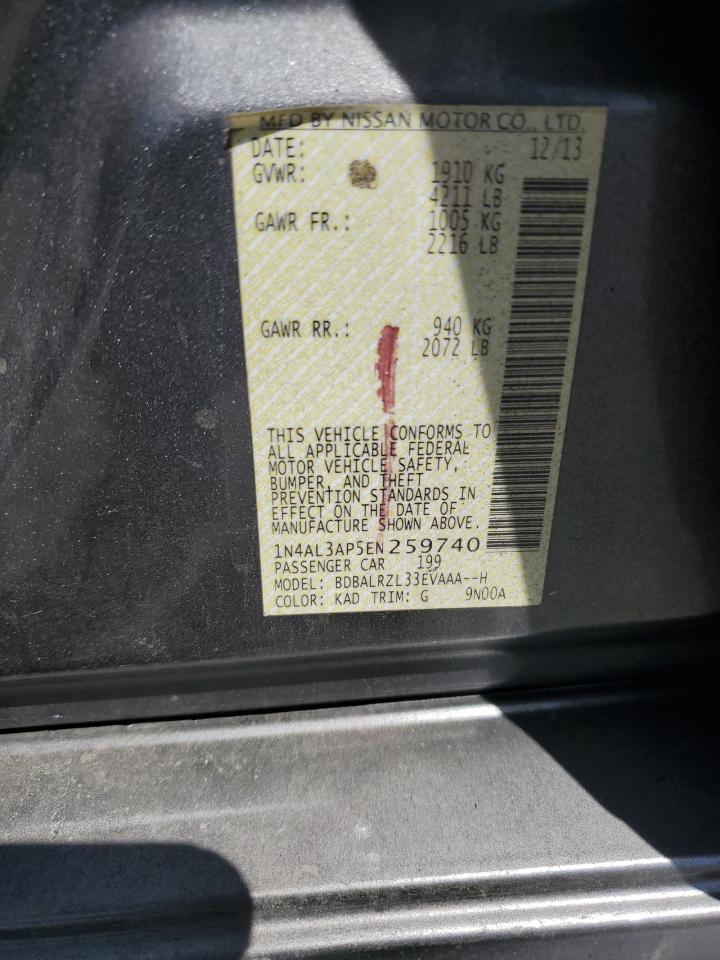 MFD BY NISSAN MOTOR CO., LTD.
DATE: 12/13
GVWR: 1910 KG
4211 LB
GAWR FR.: 1005 KG
2216 LB
GAWR RR.: 940 KG
2072 LB
THIS VEHICLE CONFORMS TO
ALL APPLICABLE FEDERAL
MOTOR VEHICLE SAFETY,
BUMPER, AND THEFT
PREVENTION STANDARDS IN
EFFECT ON THE DATE OF
MANUFACTURE SHOWN ABOVE.
1N4AL3AP5EN259740
PASSENGER CAR 199
MODEL: BDBALRZL33EVAAA--H
COLOR: KAD TRIM: G 9N00A